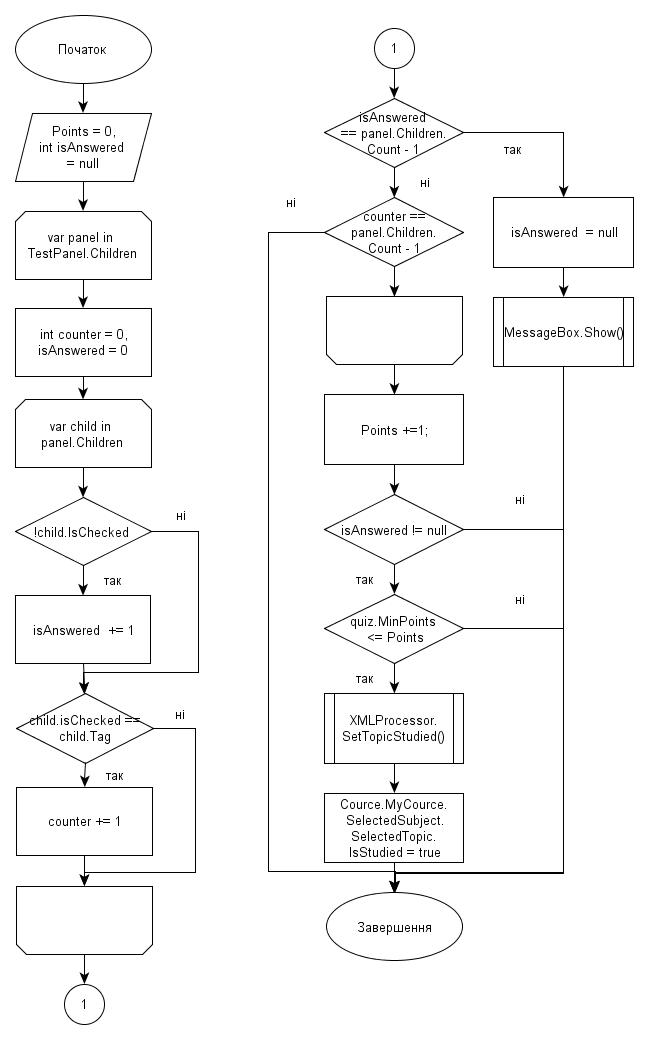 Початок
Points = 0,
int isAnswered
= null
var panel in
TestPanel.Children
int counter = 0,
isAnswered = 0
var child in
panel.Children
!child.IsChecked
ні
так
isAnswered += 1
child.isChecked ==
child.Tag
ні
так
counter += 1
1
1
isAnswered
== panel.Children.
Count - 1
так
ні
counter ==
panel.Children.
Count - 1
ні
isAnswered = null
MessageBox.Show()
Points +=1;
isAnswered != null
ні
так
quiz.MinPoints
<= Points
ні
так
XMLProcessor.
SetTopicStudied()
Cource.MyCource.
SelectedSubject.
SelectedTopic.
IsStudied = true
Завершення